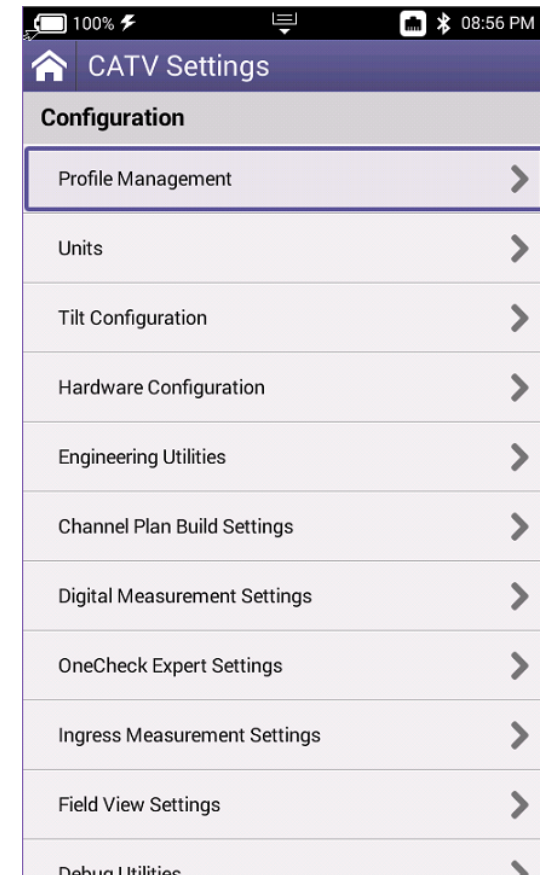 100% 08:56 PM
CATV Settings
Configuration
Profile Management
Units
Tilt Configuration
Hardware Configuration
Engineering Utilities
Channel Plan Build Settings
Digital Measurement Settings
OneCheck Expert Settings
Ingress Measurement Settings
Field View Settings
Debug Utilities